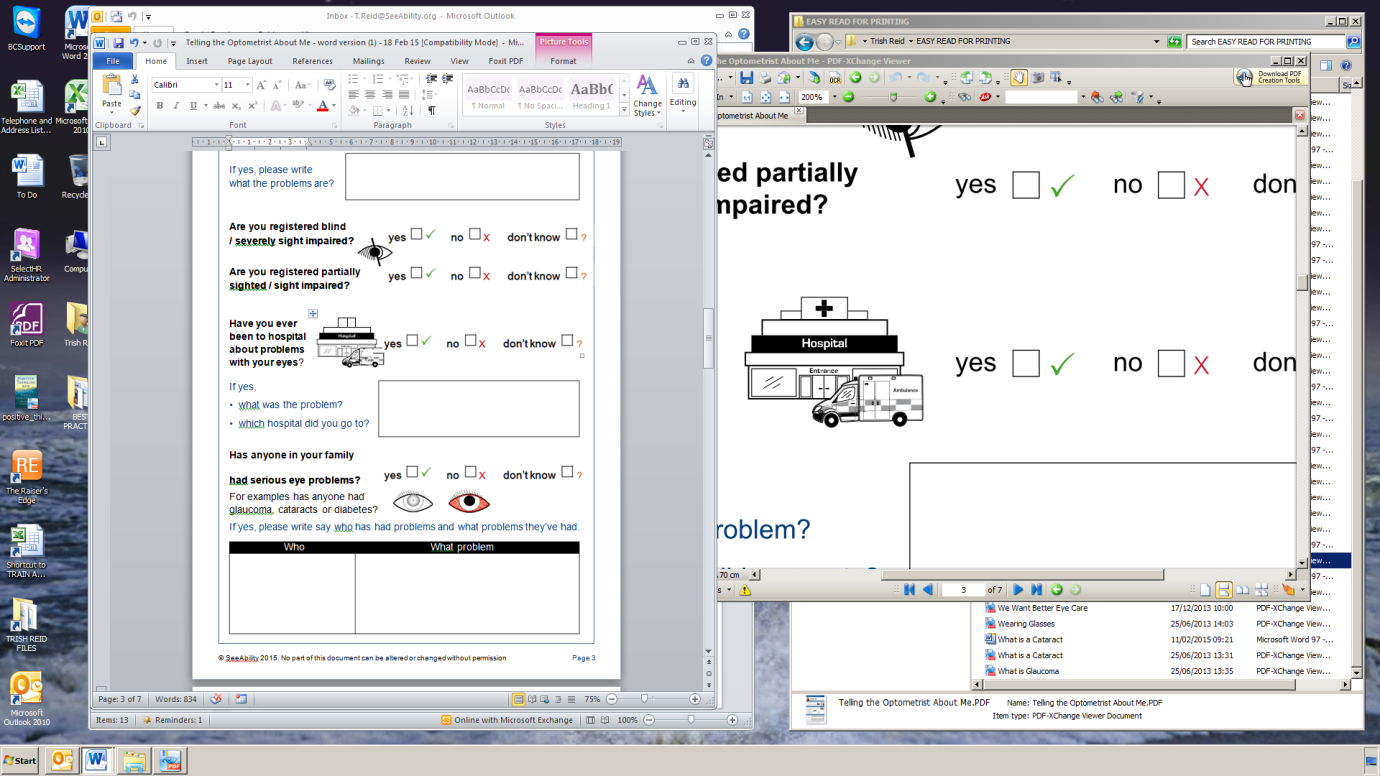 BCSupport
Microsoft
Word 2
Telephone and
Address List...
Microsoft
2010
To Do
Recycle
SelectHR
Administrator
Compu
Foxit PDF
Trish R
positive_thi...
BES
PRACT
The Raiser's
Edge
Shortcut to
TRAIN A...
TRISH REID
FILES
Microsoft
Outlook 2010
Inbox - T.Reid@SeeAbility.org - Microsoft Outlook
Telling the Optometrist About Me - word version (1) - 18 Feb 15 [Compatibility Mode] - Mi...
Picture Tools
File Home Insert Page Layout References Mailings Review View Foxit PDF Format
Paste
Calibri 11
AaBbCcDc AaBbCcDc AaBbC
¶ Normal ¶ No Spaci... Heading 1
Change
Styles
Editing
Clipboard Font Paragraph Styles
If yes, please write
what the problems are?
Are you registered blind
/ severely sight impaired?
yes no X don't know ?
Are you registered partially
sighted / sight impaired?
yes no X don't know ?
Have you ever
been to hospital
about problems
with your eyes?
Hospital
yes no X don't know ?
If yes,
• what was the problem?
• which hospital did you go to?
Has anyone in your family
had serious eye problems?
yes no X don't know ?
For examples has anyone had
glaucoma, cataracts or diabetes?
If yes, please write say who has had problems and what problems they've had.
Who What problem
© SeeAbility 2015. No part of this document can be altered or changed without permission Page 3
Page: 3 of 7 Words: 834 75%
Items: 13 Reminders: 1 Online with Microsoft Exchange 100%
EASY READ FOR PRINTING
Trish Reid EASY READ FOR PRINTING Search EASY READ FOR PRINTING
the Optometrist About Me - PDF-XChange Viewer
OCR
Download PDF
Creation Tools
200%
ptometrist About Me
ed partially
mpaired?
yes no X don
Hospital
Entrance
Ambulance
yes no X don
roblem?
,70 cm
3 of 7
We Want Better Eye Care 17/12/2013 10:00 PDF-XChange View...
Wearing Glasses 25/06/2013 14:03 PDF-XChange View...
What is a Cataract 11/02/2015 09:21 Microsoft Word 97 -...
What is a Cataract 25/06/2013 13:31 PDF-XChange View...
What is Glaucoma 25/06/2013 13:35 PDF-XChange View...
Telling the Optometrist About Me.PDF Name: Telling the Optometrist About Me.PDF
Item type: PDF-XChange Viewer Document
Start